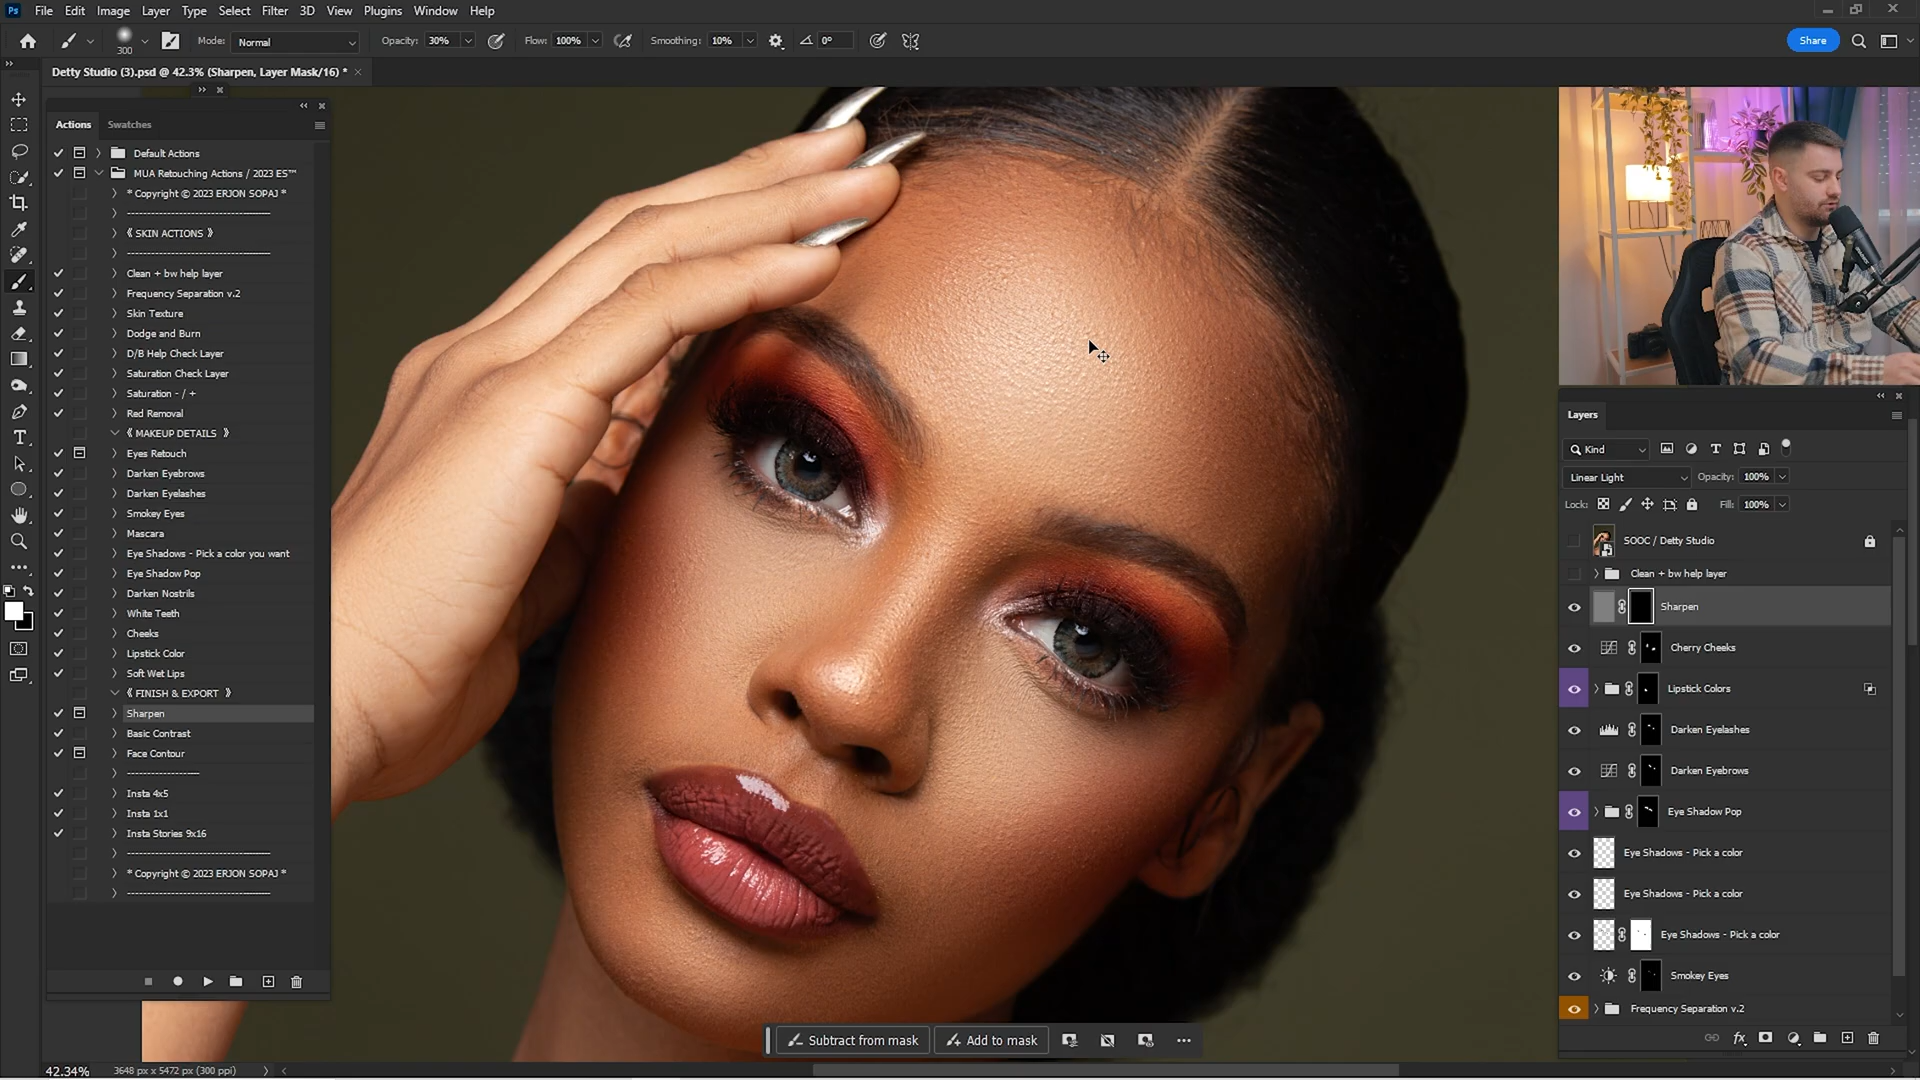 Ps File Edit Image Layer Type Select Filter 3D View Plugins Window Help
300 Mode: Normal Opacity: 30% Flow: 100% Smoothing: 10% 0° Share
Detty Studio (3).psd @ 42.3% (Sharpen, Layer Mask/16) *
Actions Swatches
Default Actions
MUA Retouching Actions / 2023 ES™
* Copyright © 2023 ERJON SOPAJ *
----------------------------------------
《 SKIN ACTIONS 》
----------------------------------------
Clean + bw help layer
Frequency Separation v.2
Skin Texture
Dodge and Burn
D/B Help Check Layer
Saturation Check Layer
Saturation - / +
Red Removal
《 MAKEUP DETAILS 》
Eyes Retouch
Darken Eyebrows
Darken Eyelashes
Smokey Eyes
Mascara
Eye Shadows - Pick a color you want
Eye Shadow Pop
Darken Nostrils
White Teeth
Cheeks
Lipstick Color
Soft Wet Lips
《 FINISH & EXPORT 》
Sharpen
Basic Contrast
Face Contour
--------------------
Insta 4x5
Insta 1x1
Insta Stories 9x16
----------------------------------------
* Copyright © 2023 ERJON SOPAJ *
----------------------------------------
Subtract from mask Add to mask
42.34% 3648 px x 5472 px (300 ppi)
Layers
Kind
Linear Light Opacity: 100%
Lock: Fill: 100%
SOOC / Detty Studio
Clean + bw help layer
Sharpen
Cherry Cheeks
Lipstick Colors
Darken Eyelashes
Darken Eyebrows
Eye Shadow Pop
Eye Shadows - Pick a color
Eye Shadows - Pick a color
Eye Shadows - Pick a color
Smokey Eyes
Frequency Separation v.2
fx